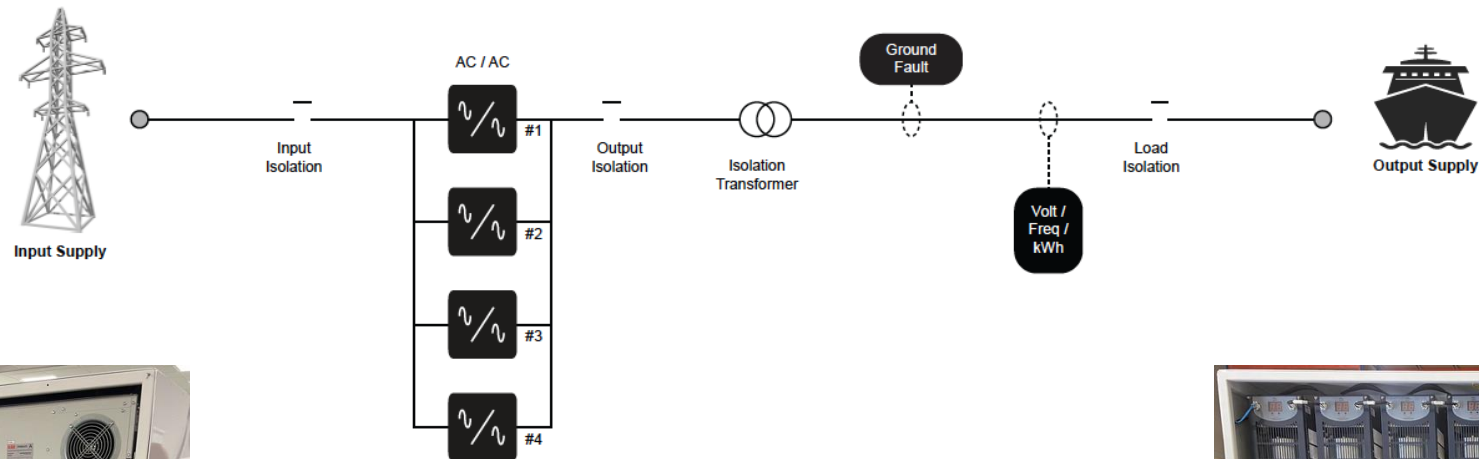 Input Supply
Input
Isolation
AC / AC
#1
#2
#3
#4
Output
Isolation
Isolation
Transformer
Ground
Fault
Volt /
Freq /
kWh
Load
Isolation
Output Supply